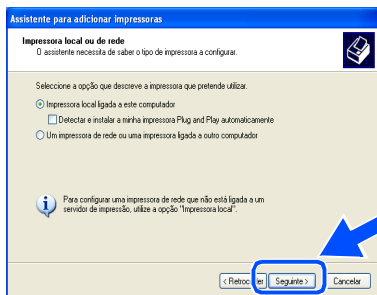 Assistente para adicionar impressoras
Impressora local ou de rede
O assistente necessita de saber o tipo de impressora a configurar.
Seleccione a opção que descreve a impressora que pretende utilizar.
Impressora local ligada a este computador
Detectar e instalar a minha impressora Plug and Play automaticamente
Um impressora de rede ou uma impressora ligada a outro computador
Para configurar uma impressora de rede que não está ligada a um
servidor de impressão, utilize a opção "Impressora local".
< Retroceder Seguinte > Cancelar